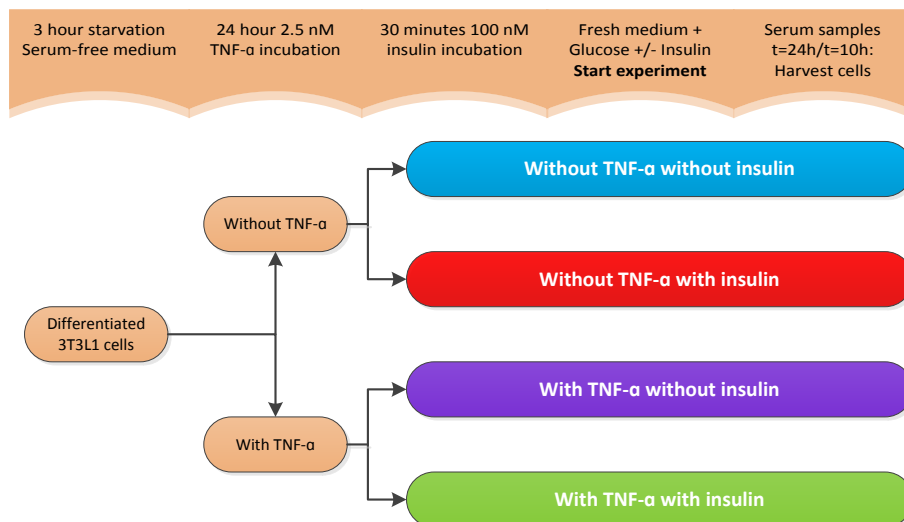 3 hour starvation
Serum-free medium
24 hour 2.5 nM
TNF-α incubation
30 minutes 100 nM
insulin incubation
Fresh medium +
Glucose +/- Insulin
Start experiment
Serum samples
t=24h/t=10h:
Harvest cells
Without TNF-α without insulin
Without TNF-α
Without TNF-α with insulin
Differentiated
3T3L1 cells
With TNF-α without insulin
With TNF-α
With TNF-α with insulin